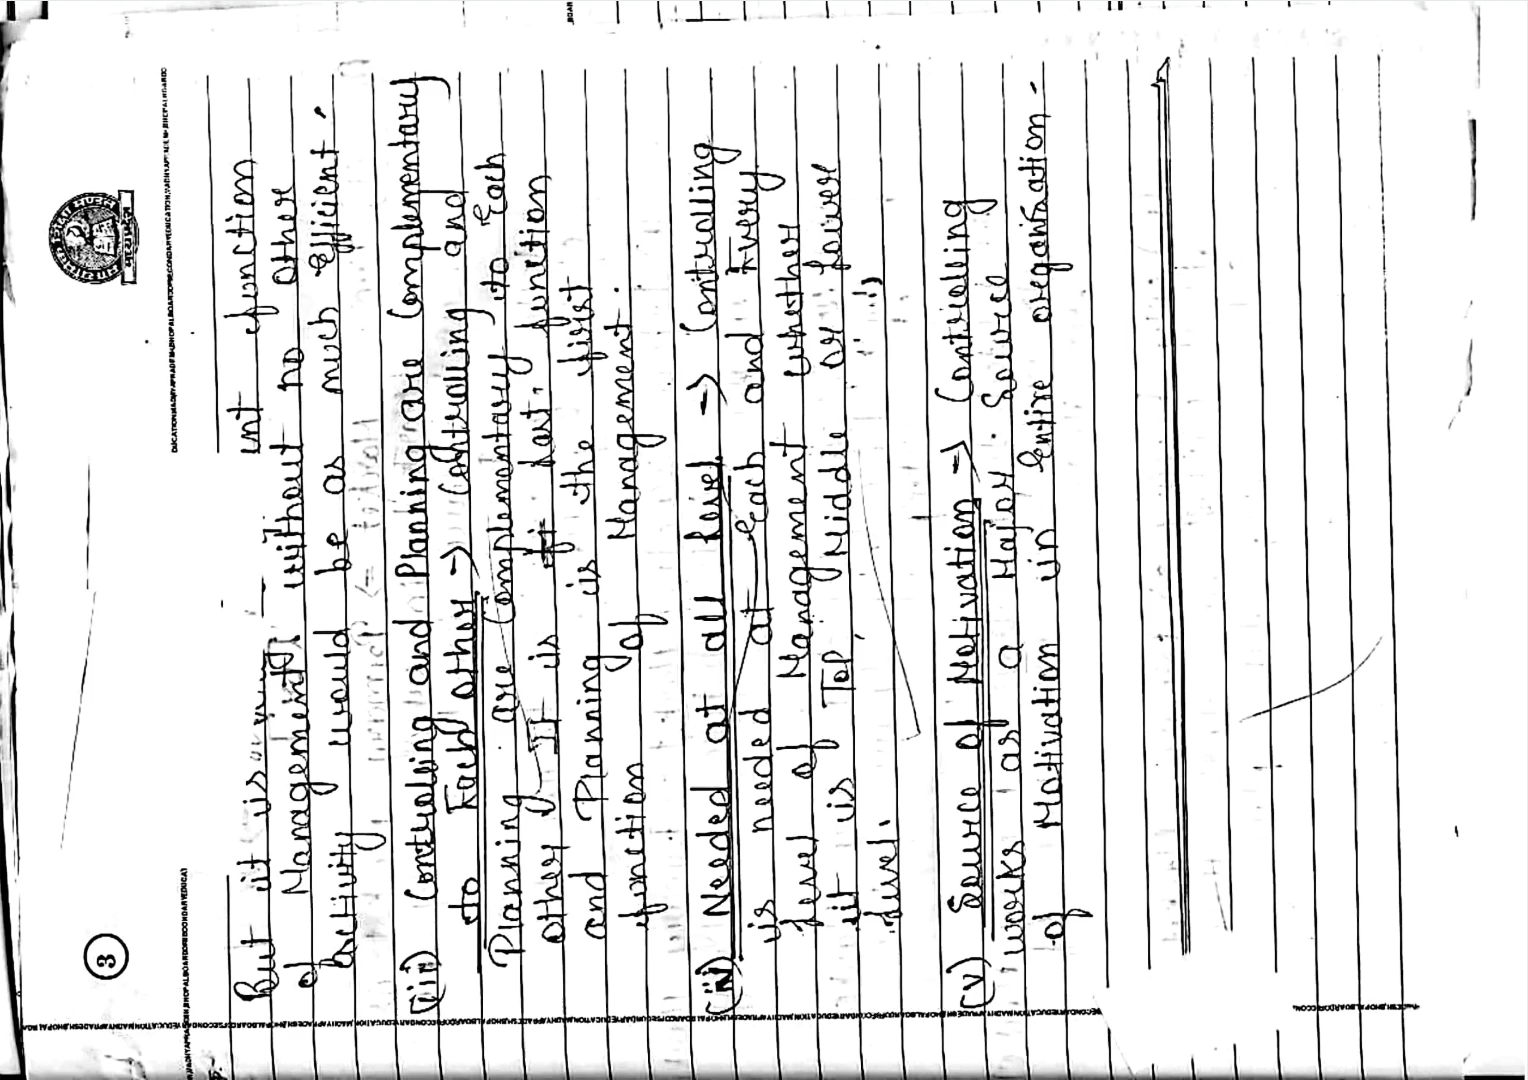 3
But it is
int function
of Management without no other
activity would be as much Efficient.
(iii) Controlling and Planning are Complementary
to Each other → Controlling and
Planning are Complementary to Each
other. It is last function
and Planning is the first
function of Management.
(iv) Needed at all level → Controlling
is needed at Each and Every
level of Management whether
it is Top, Middle or Lower
level.
(v) Source of Motivation → Controlling
works as a Major Source
of Motivation in Entire organization-